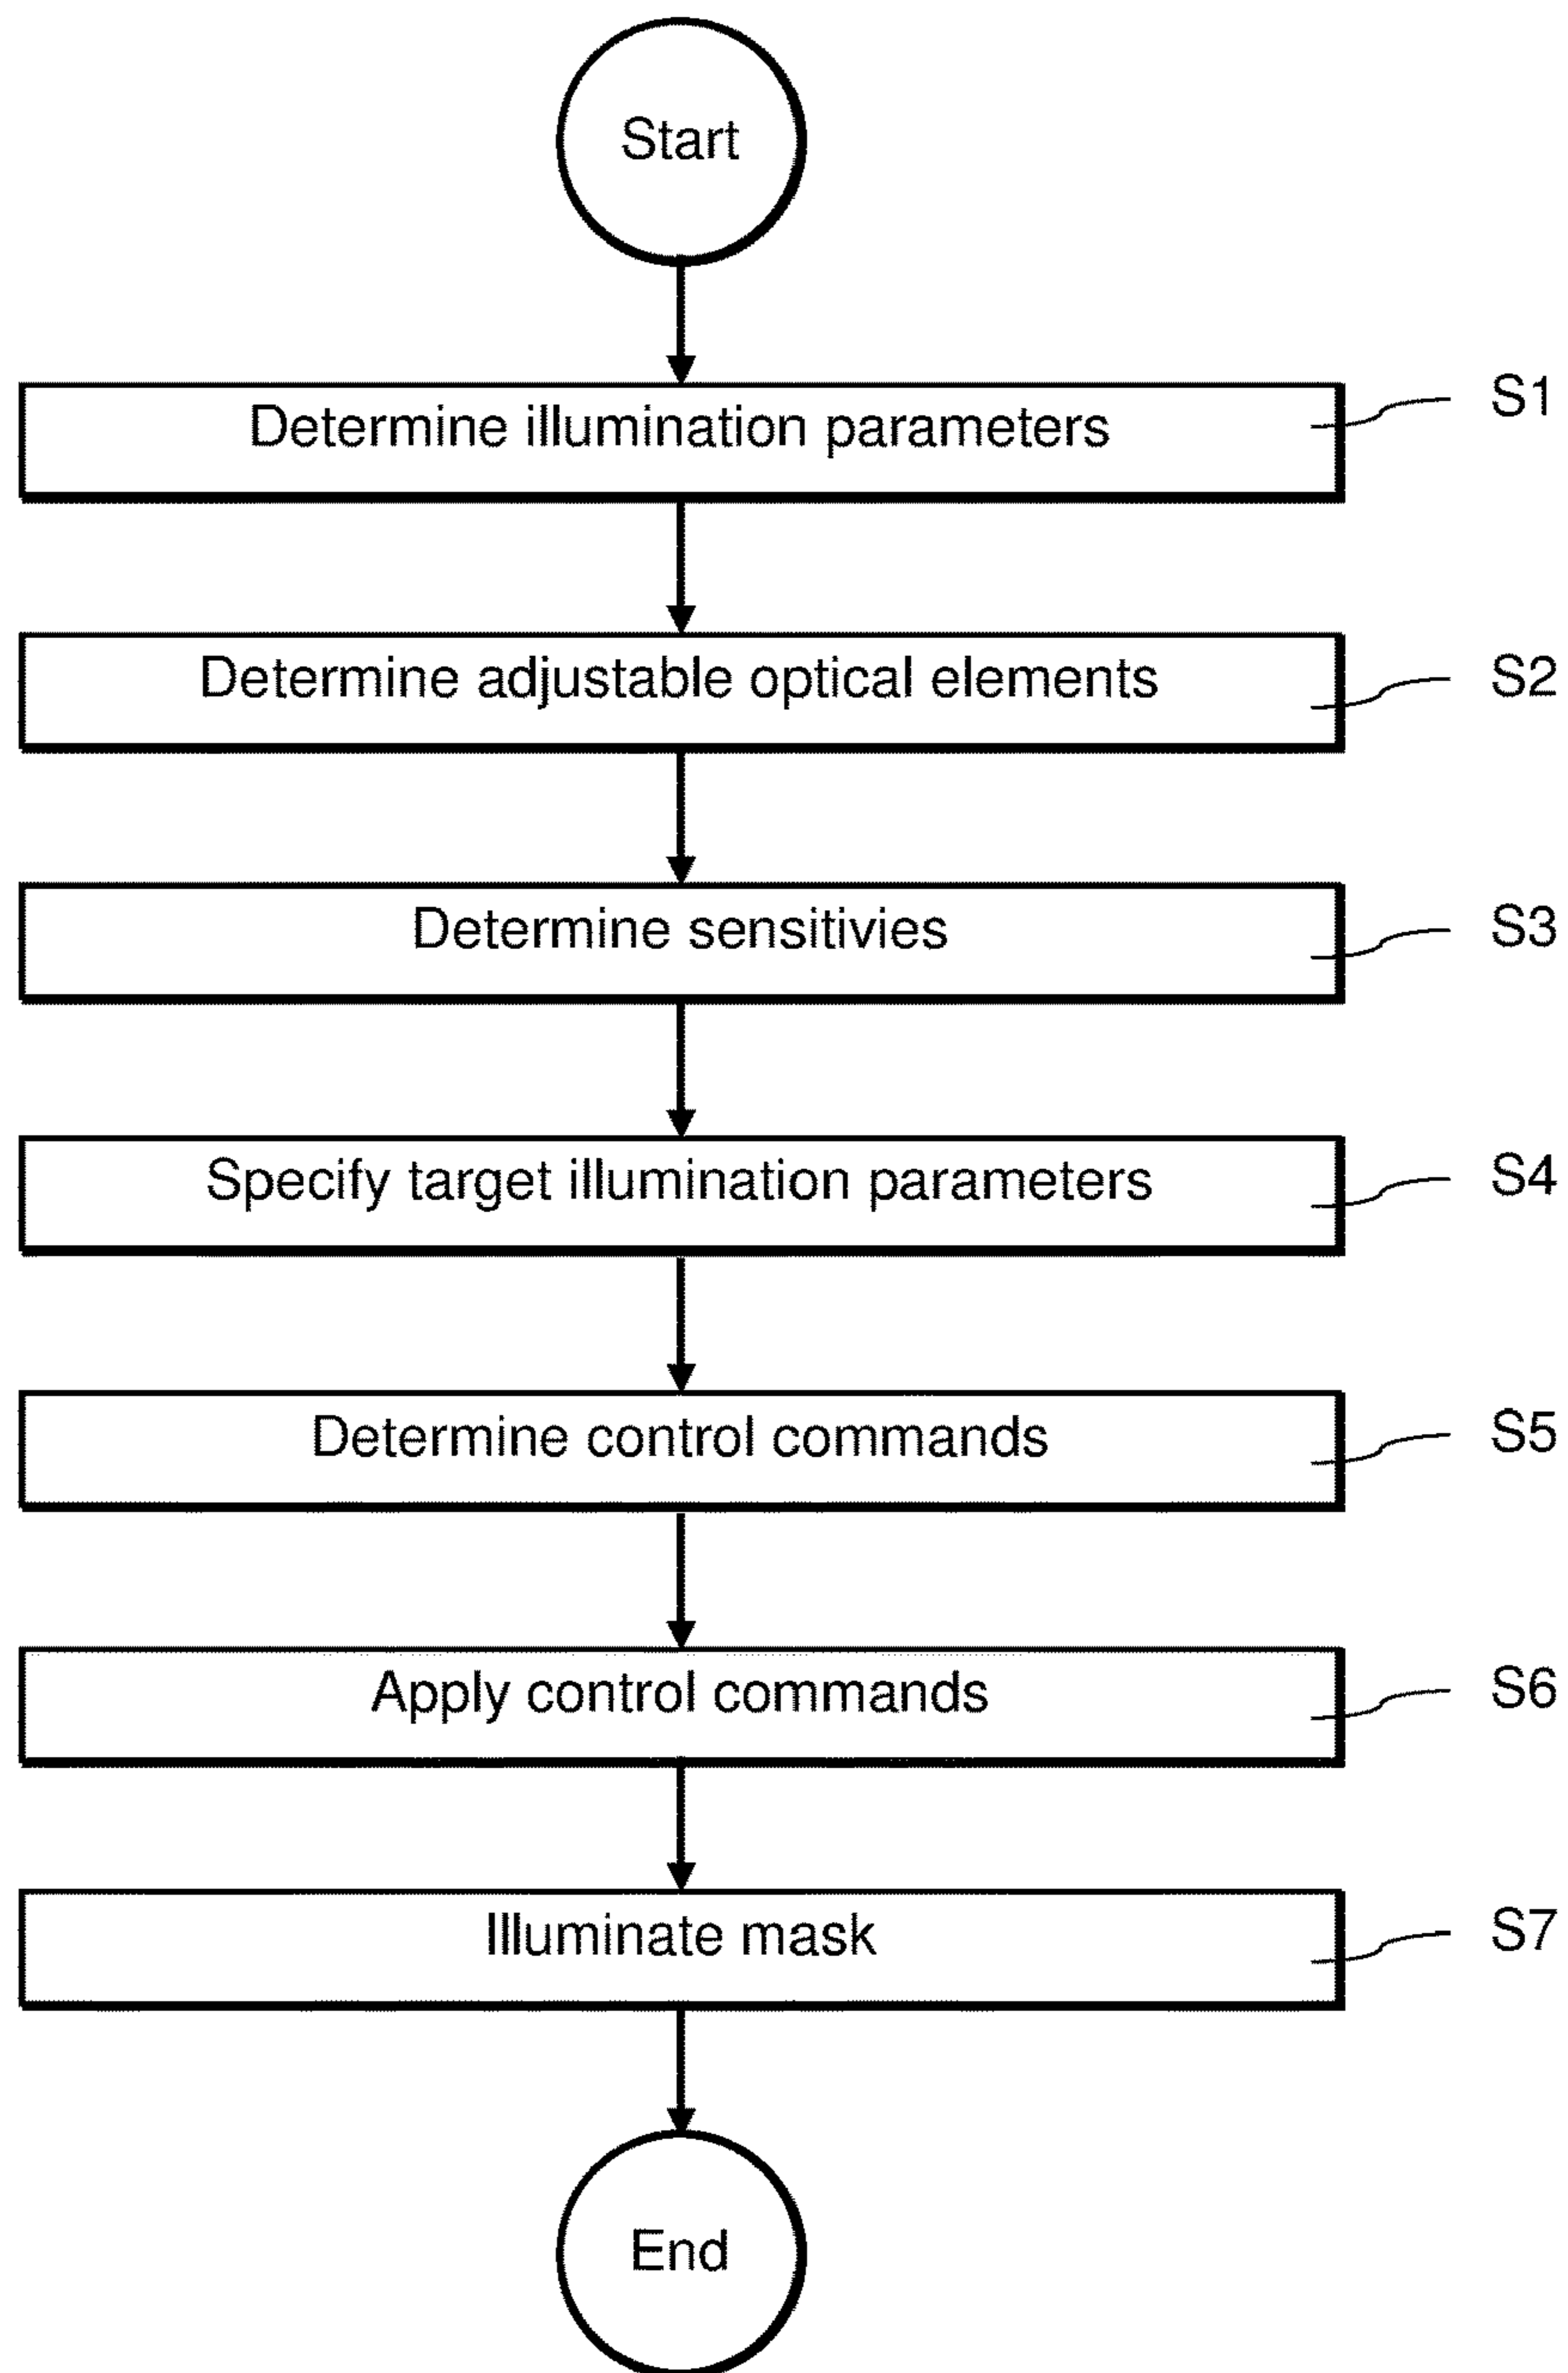 Start
Determine illumination parameters
S1
Determine adjustable optical elements
S2
Determine sensitivies
S3
Specify target illumination parameters
S4
Determine control commands
S5
Apply control commands
S6
Illuminate mask
S7
End